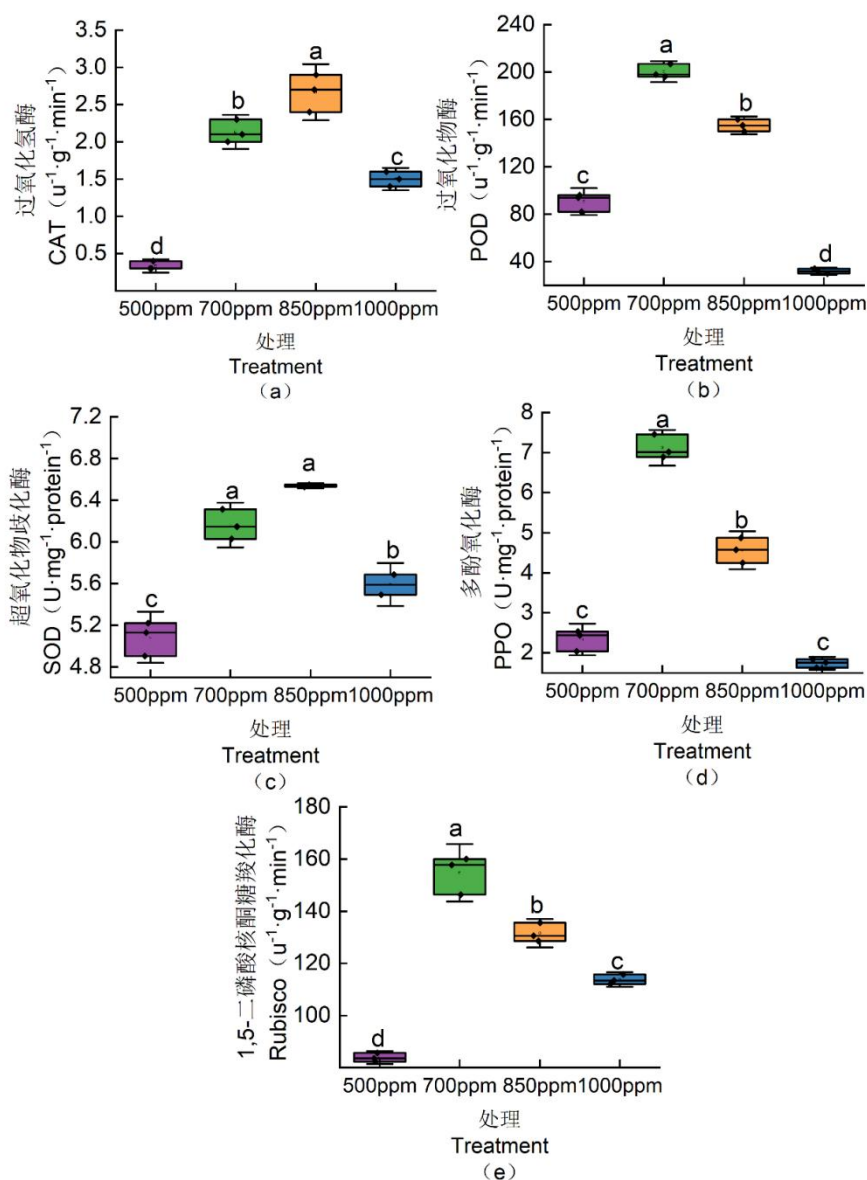 过氧化氢酶
CAT（u⁻¹·g⁻¹·min⁻¹）
3.5
3.0
2.5
2.0
1.5
1.0
0.5
d
b
a
c
500ppm 700ppm 850ppm 1000ppm
处理
Treatment
（a）
过氧化物酶
POD（u⁻¹·g⁻¹·min⁻¹）
240
200
160
120
80
40
c
a
b
d
500ppm 700ppm 850ppm 1000ppm
处理
Treatment
（b）
超氧化物歧化酶
SOD（U·mg⁻¹·protein⁻¹）
7.2
6.8
6.4
6.0
5.6
5.2
4.8
c
a
a
b
500ppm 700ppm 850ppm 1000ppm
处理
Treatment
（c）
多酚氧化酶
PPO（U·mg⁻¹·protein⁻¹）
8
7
6
5
4
3
2
c
a
b
c
500ppm 700ppm 850ppm 1000ppm
处理
Treatment
（d）
1,5-二磷酸核酮糖羧化酶
Rubisco（u⁻¹·g⁻¹·min⁻¹）
180
160
140
120
100
d
a
b
c
500ppm 700ppm 850ppm 1000ppm
处理
Treatment
（e）